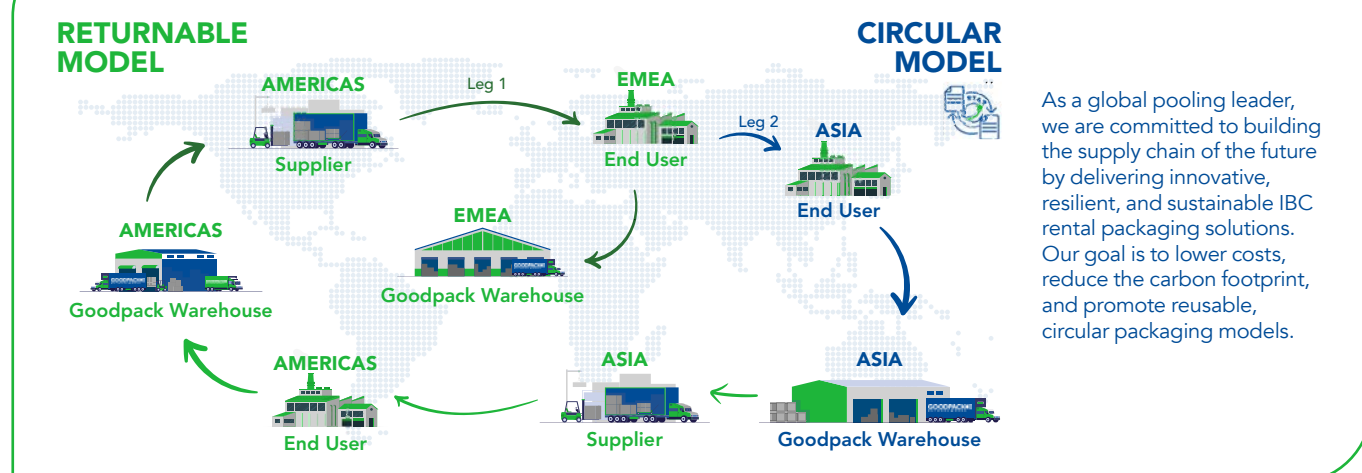 RETURNABLE
MODEL
CIRCULAR
MODEL
AMERICAS
Supplier
Leg 1
EMEA
End User
Leg 2
ASIA
End User
AMERICAS
GOODPACK
Goodpack Warehouse
EMEA
Goodpack Warehouse
AMERICAS
End User
ASIA
Supplier
ASIA
GOODPACK
Goodpack Warehouse
As a global pooling leader,
we are committed to building
the supply chain of the future
by delivering innovative,
resilient, and sustainable IBC
rental packaging solutions.
Our goal is to lower costs,
reduce the carbon footprint,
and promote reusable,
circular packaging models.